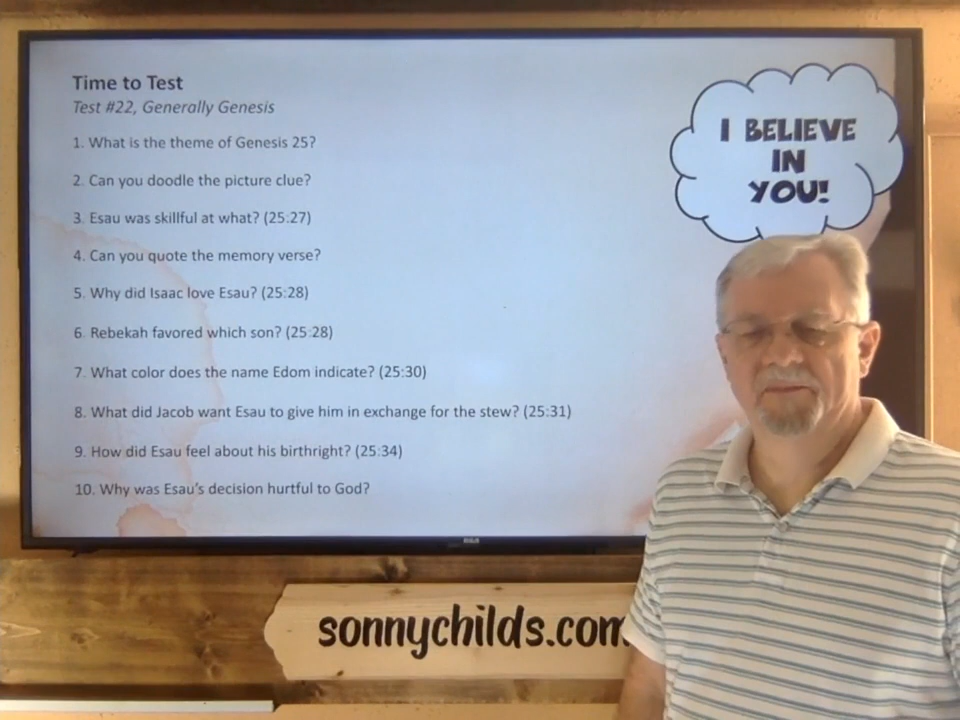 Time to Test
Test #22, Generally Genesis
1. What is the theme of Genesis 25?
2. Can you doodle the picture clue?
3. Esau was skillful at what? (25:27)
4. Can you quote the memory verse?
5. Why did Isaac love Esau? (25:28)
6. Rebekah favored which son? (25:28)
7. What color does the name Edom indicate? (25:30)
8. What did Jacob want Esau to give him in exchange for the stew? (25:31)
9. How did Esau feel about his birthright? (25:34)
10. Why was Esau's decision hurtful to God?
I BELIEVE
IN
YOU!
RCA
sonnychilds.com